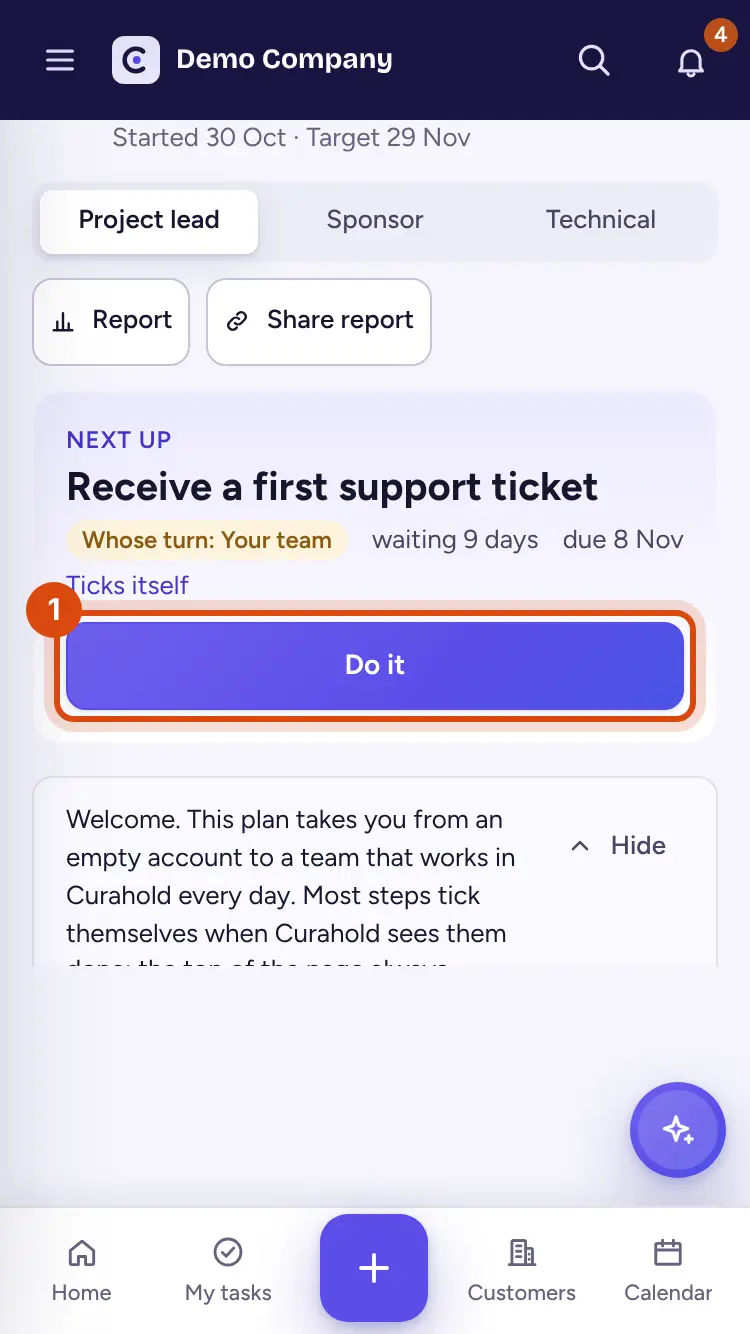 Demo Company
4
Started 30 Oct · Target 29 Nov
Project lead
Sponsor
Technical
Report
Share report
NEXT UP
Receive a first support ticket
Whose turn: Your team
waiting 9 days
due 8 Nov
Ticks itself
1
Do it
Welcome. This plan takes you from an
empty account to a team that works in
Curahold every day. Most steps tick
themselves when Curahold sees them
Hide
Home
My tasks
Customers
Calendar